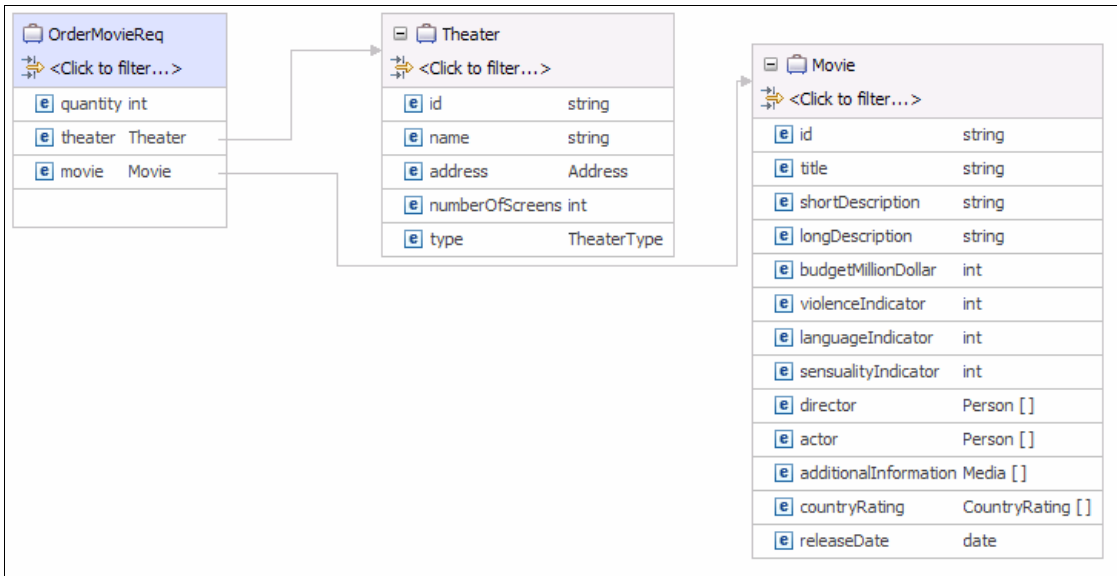 OrderMovieReq
<Click to filter...>
quantity int
theater Theater
movie Movie
Theater
<Click to filter...>
id string
name string
address Address
numberOfScreens int
type TheaterType
Movie
<Click to filter...>
id string
title string
shortDescription string
longDescription string
budgetMillionDollar int
violenceIndicator int
languageIndicator int
sensualityIndicator int
director Person []
actor Person []
additionalInformation Media []
countryRating CountryRating []
releaseDate date